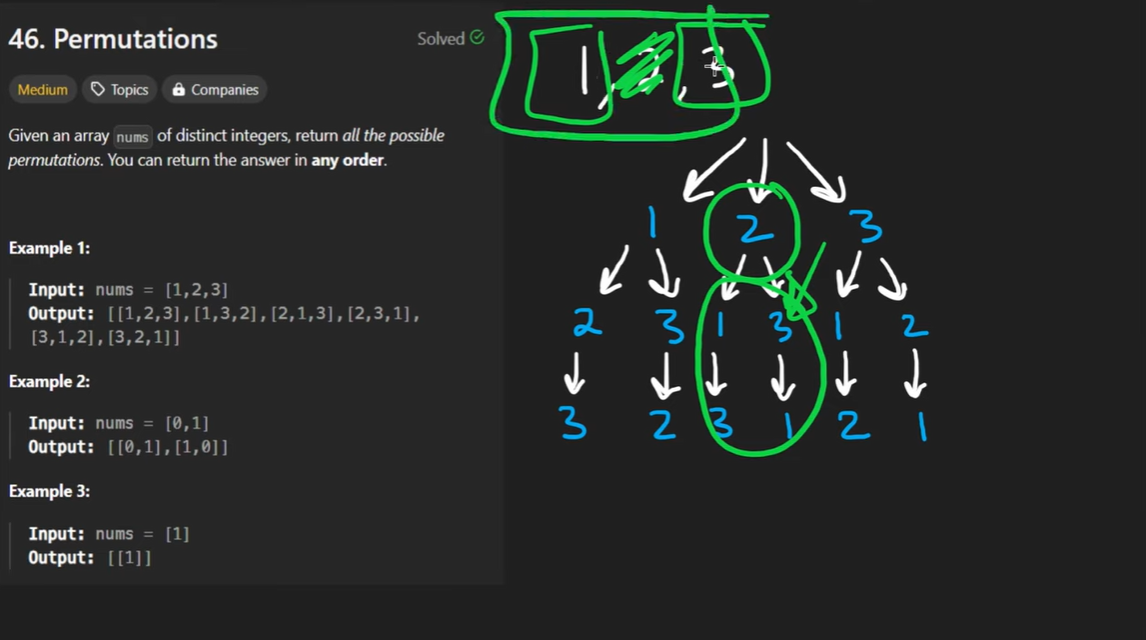 46. Permutations
Solved
Medium Topics Companies
Given an array nums of distinct integers, return all the possible
permutations. You can return the answer in any order.
Example 1:
Input: nums = [1,2,3]
Output: [[1,2,3],[1,3,2],[2,1,3],[2,3,1],
[3,1,2],[3,2,1]]
Example 2:
Input: nums = [0,1]
Output: [[0,1],[1,0]]
Example 3:
Input: nums = [1]
Output: [[1]]
1,2,3
1 2 3
2 3 1 3 1 2
3 2 3 1 2 1